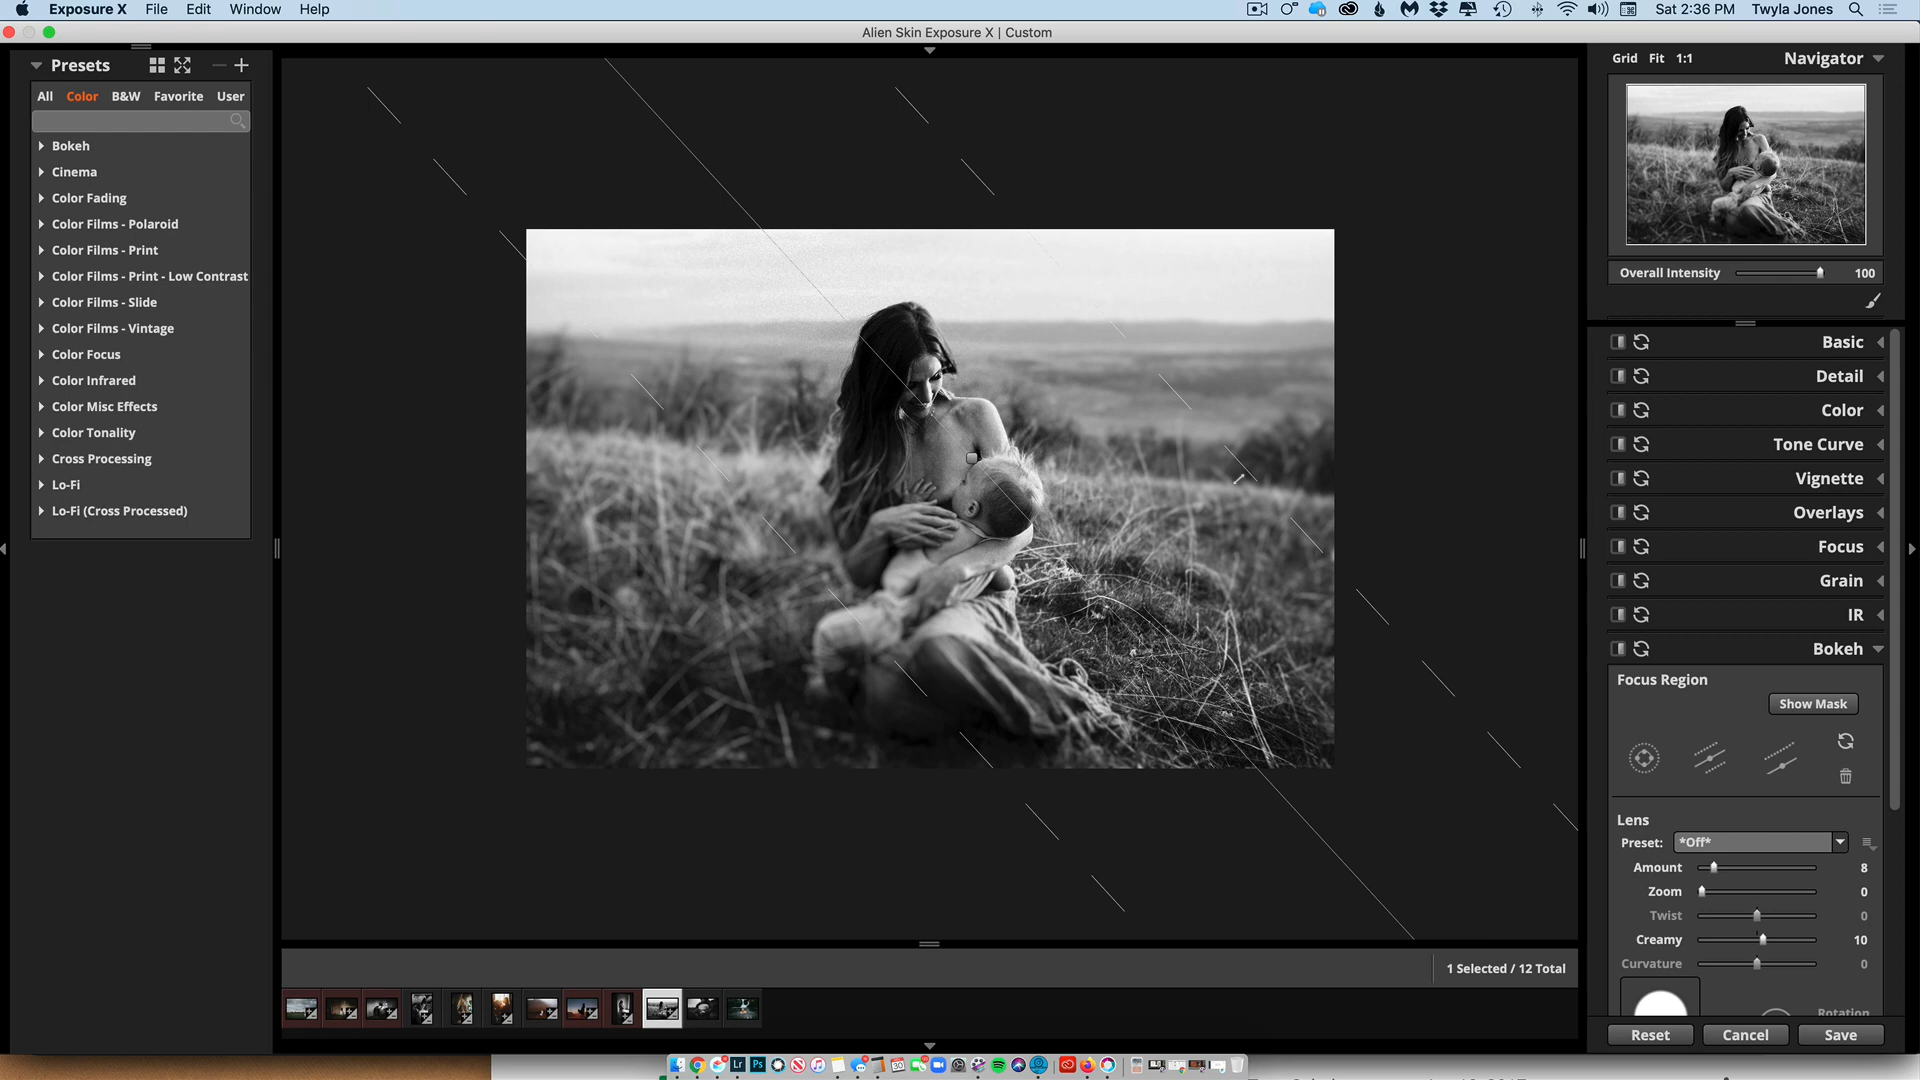 Exposure X File Edit Window Help
Sat 2:36 PM Twyla Jones
Alien Skin Exposure X | Custom
Presets
All Color B&W Favorite User
Bokeh
Cinema
Color Fading
Color Films - Polaroid
Color Films - Print
Color Films - Print - Low Contrast
Color Films - Slide
Color Films - Vintage
Color Focus
Color Infrared
Color Misc Effects
Color Tonality
Cross Processing
Lo-Fi
Lo-Fi (Cross Processed)
Grid Fit 1:1 Navigator
Overall Intensity 100
Basic
Detail
Color
Tone Curve
Vignette
Overlays
Focus
Grain
IR
Bokeh
Focus Region
Show Mask
Lens
Preset: *Off*
Amount 8
Zoom 0
Twist 0
Creamy 10
Curvature 0
Rotation
Reset Cancel Save
1 Selected / 12 Total
Lr Ps